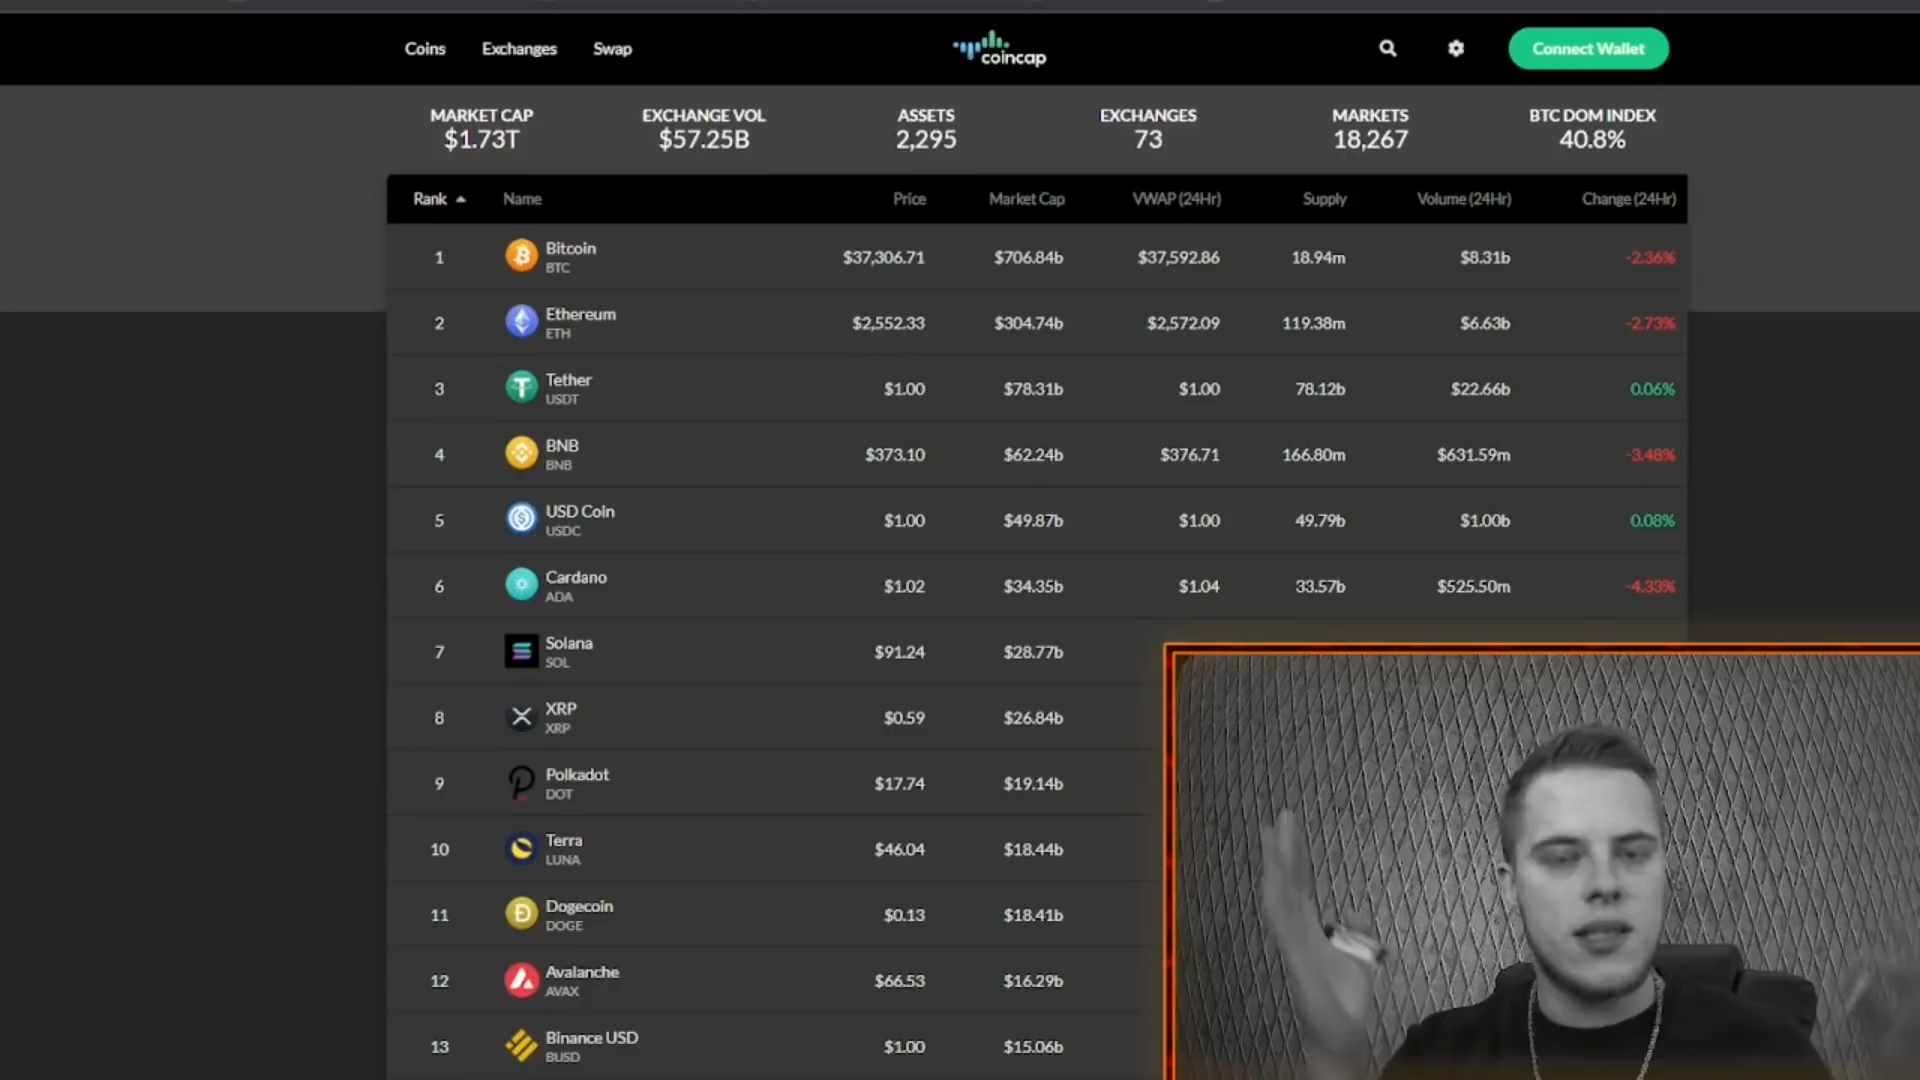 Coins Exchanges Swap coincap Connect Wallet
MARKET CAP EXCHANGE VOL ASSETS EXCHANGES MARKETS BTC DOM INDEX
$1.73T $57.25B 2,295 73 18,267 40.8%
Rank Name Price Market Cap VWAP (24Hr) Supply Volume (24Hr) Change (24Hr)
1 Bitcoin $37,306.71 $706.84b $37,592.86 18.94m $8.31b -2.36%
BTC
2 Ethereum $2,552.33 $304.74b $2,572.09 119.38m $6.63b -2.73%
ETH
3 Tether $1.00 $78.31b $1.00 78.12b $22.66b 0.06%
USDT
4 BNB $373.10 $62.24b $376.71 166.80m $631.59m -3.48%
BNB
5 USD Coin $1.00 $49.87b $1.00 49.79b $1.00b 0.08%
USDC
6 Cardano $1.02 $34.35b $1.04 33.57b $525.50m -4.33%
ADA
7 Solana $91.24 $28.77b
SOL
8 XRP $0.59 $26.84b
XRP
9 Polkadot $17.74 $19.14b
DOT
10 Terra $46.04 $18.44b
LUNA
11 Dogecoin $0.13 $18.41b
DOGE
12 Avalanche $66.53 $16.29b
AVAX
13 Binance USD $1.00 $15.06b
BUSD